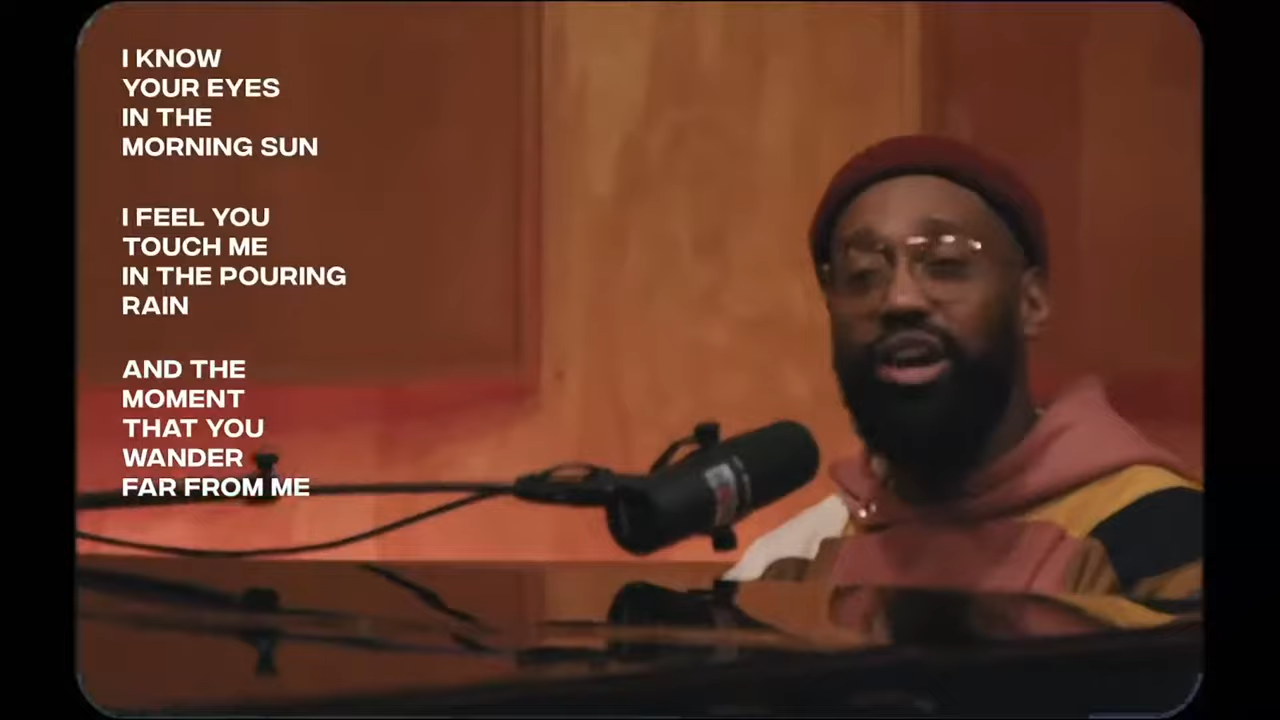 I KNOW
YOUR EYES
IN THE
MORNING SUN
I FEEL YOU
TOUCH ME
IN THE POURING
RAIN
AND THE
MOMENT
THAT YOU
WANDER
FAR FROM ME